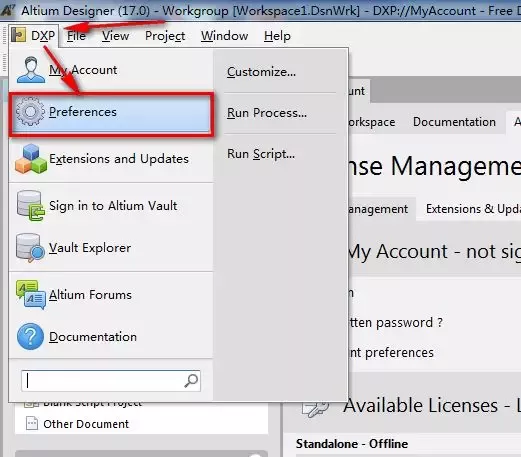 Altium Designer (17.0) - Workgroup [Workspace1.DsnWrk] - DXP://MyAccount - Free D
DXP File View Project Window Help
My Account
Customize...
Preferences
Run Process...
Extensions and Updates
Run Script...
Sign in to Altium Vault
Vault Explorer
Altium Forums
Documentation
Blank Script Project
Other Document
unt
rkspace Documentation A
nse Manageme
anagement Extensions & Upda
My Account - not sig
n
tten password ?
nt preferences
Available Licenses - L
Standalone - Offline